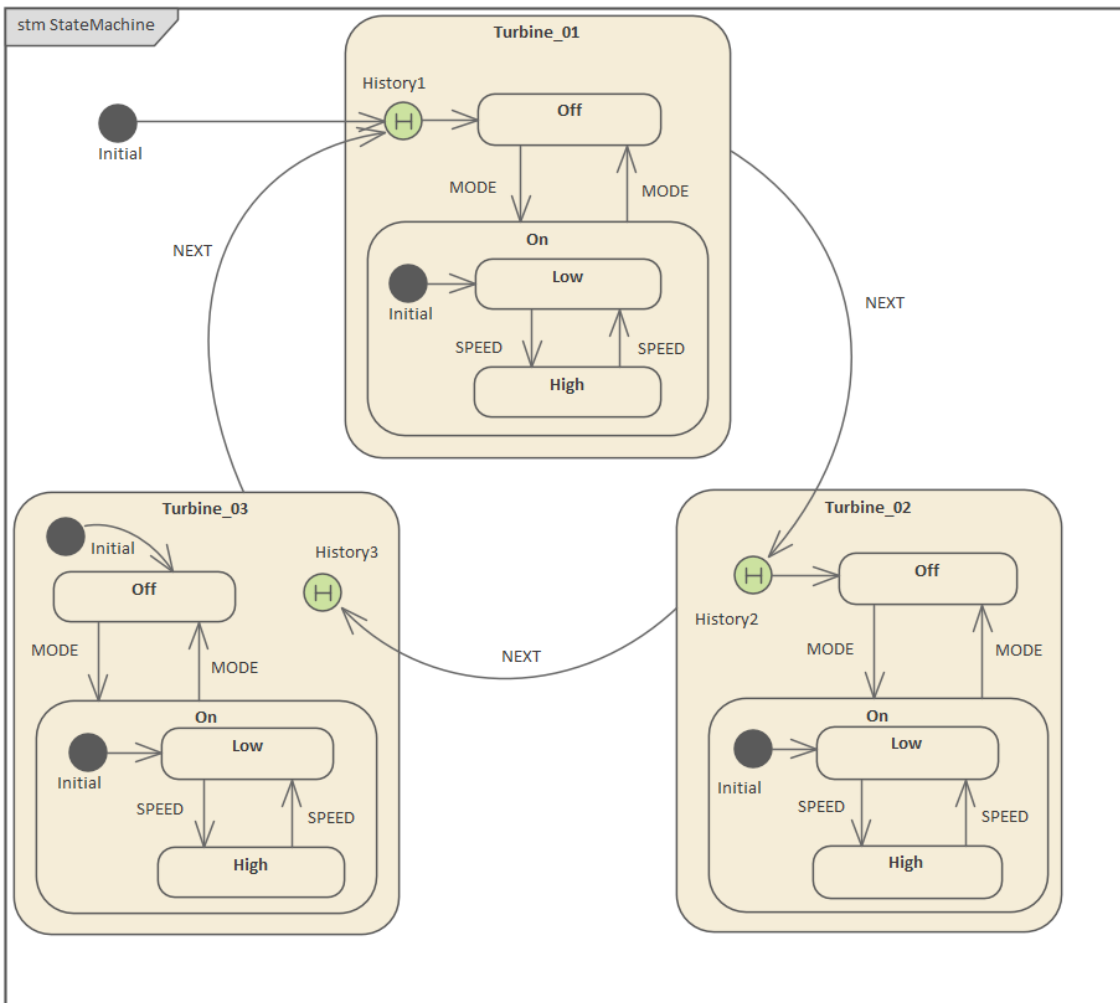 stm StateMachine
Turbine_01
History1
Off
Initial
MODE
MODE
On
NEXT
Low
Initial
NEXT
SPEED
SPEED
High
Turbine_03
Initial
History3
Off
MODE
MODE
On
Low
Initial
SPEED
SPEED
High
NEXT
Turbine_02
Off
History2
MODE
MODE
On
Low
Initial
SPEED
SPEED
High